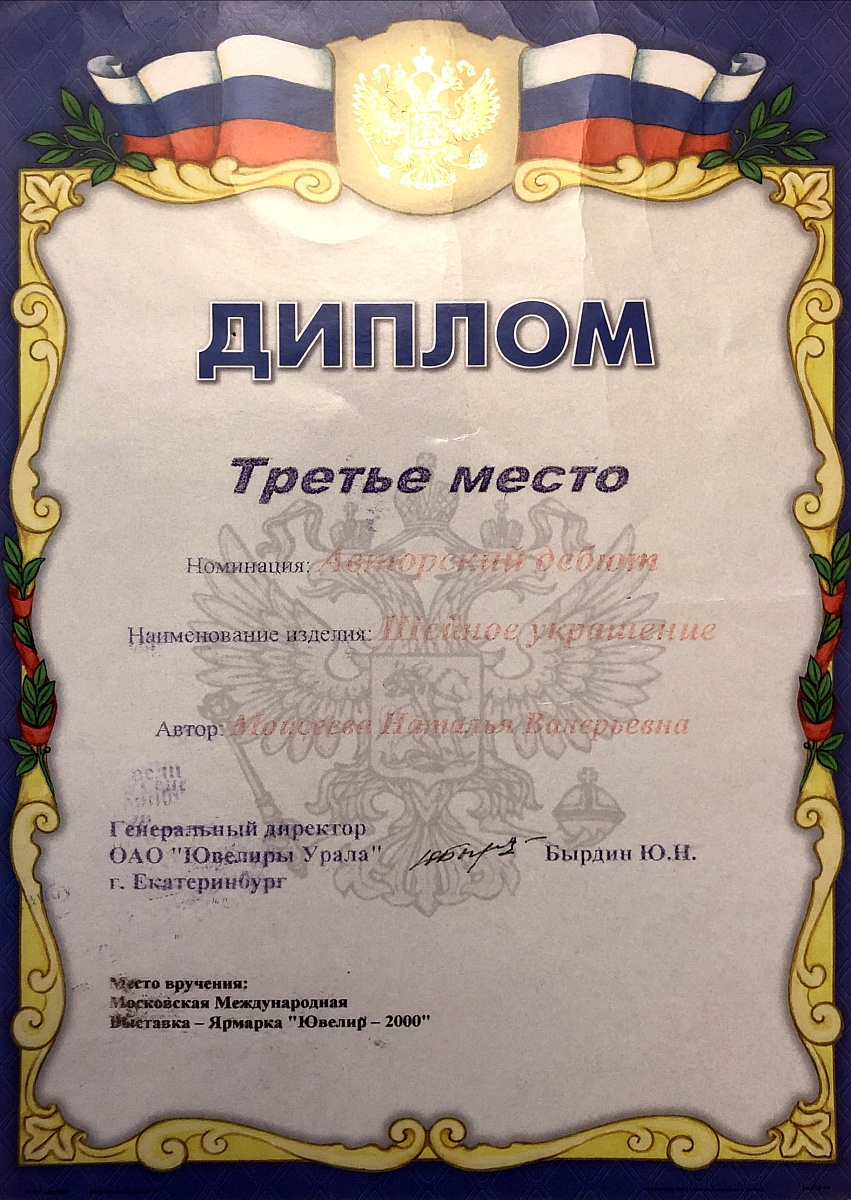 ДИПЛОМ
Третье место
Номинация: Авторский дебют
Наименование изделия: Шейное украшение
Автор: Мощеева Наталья Валерьевна
Генеральный директор
ОАО "Ювелиры Урала" Бырдин Ю.Н.
г. Екатеринбург
Место вручения:
Московская Международная
Выставка – Ярмарка "Ювелир – 2000"